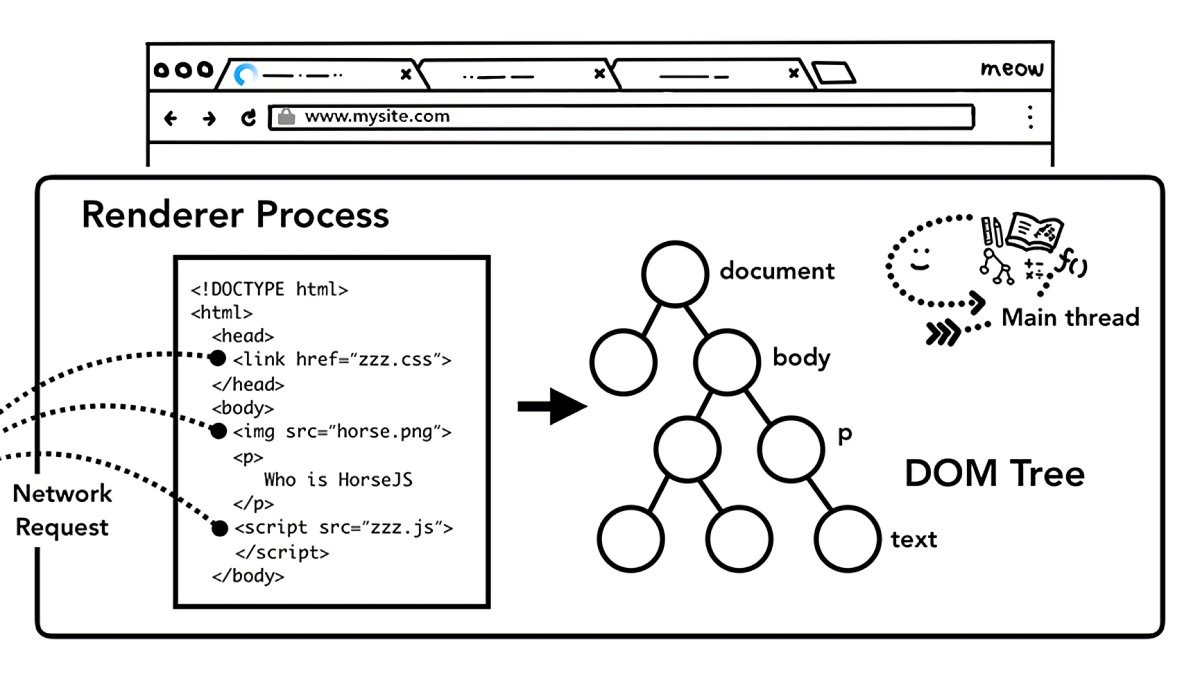 meow
www.mysite.com
Renderer Process
<!DOCTYPE html>
<html>
<head>
<link href="zzz.css">
</head>
<body>
<img src="horse.png">
<p>
Who is HorseJS
</p>
<script src="zzz.js">
</script>
</body>
Network
Request
document
body
p
text
DOM Tree
f()
Main thread